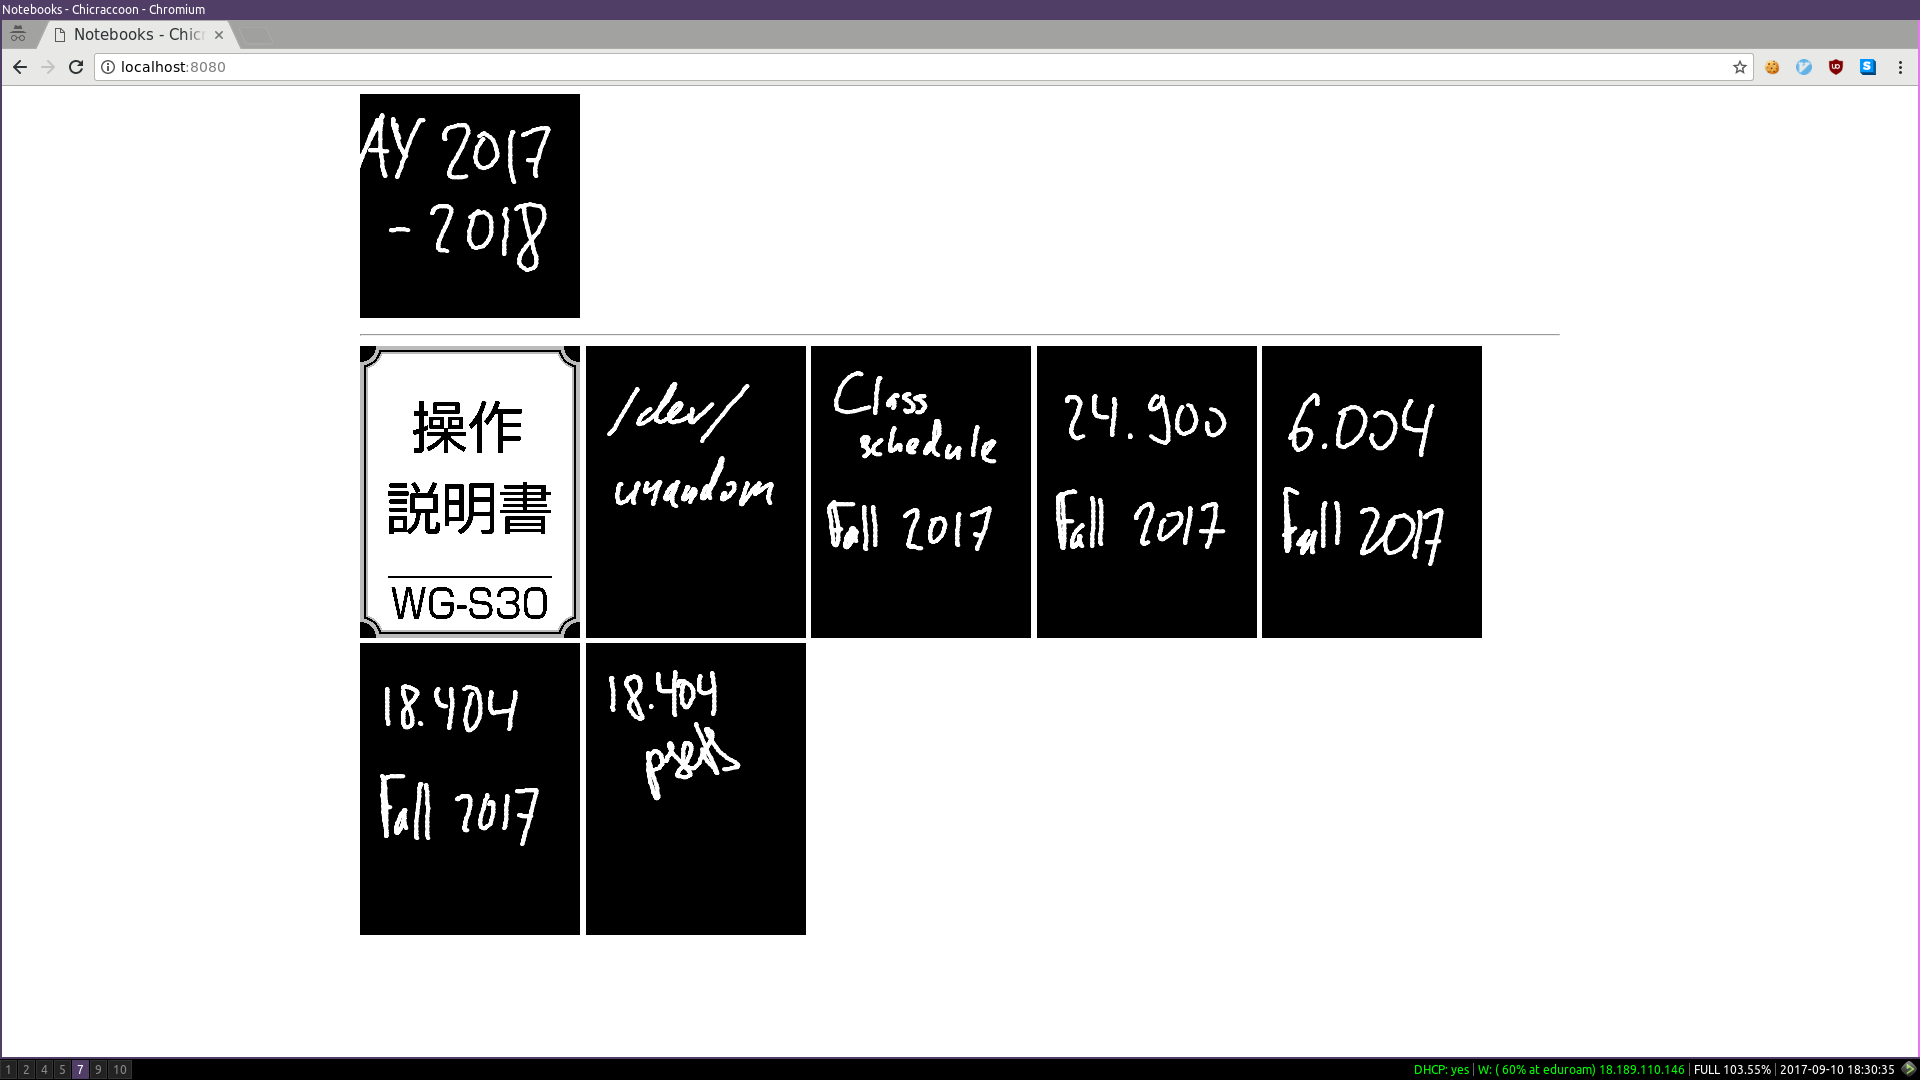 Notebooks - Chicraccoon - Chromium
Notebooks - Chic
localhost:8080
AY 2017
- 2018
操作
説明書
WG-S30
/dev/
urandom
Class
schedule
Fall 2017
24.900
Fall 2017
6.004
Fall 2017
18.404
Fall 2017
18.404
psets
1 2 4 5 7 9 10
DHCP: yes | W: ( 60% at eduroam) 18.189.110.146 | FULL 103.55% | 2017-09-10 18:30:35